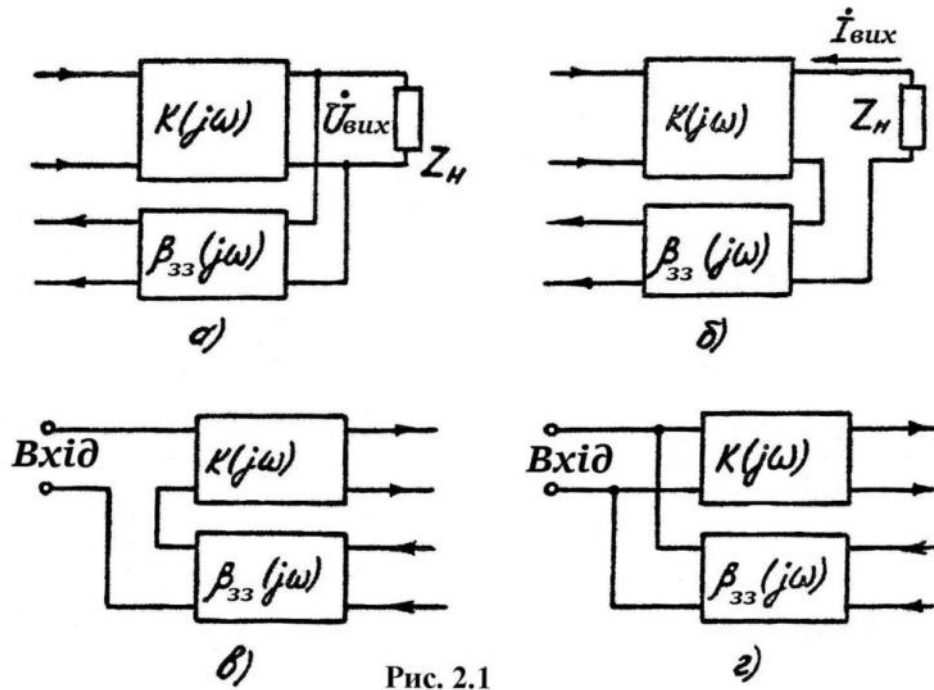 İвих
K(jω)
U̇вих
Zн
βзз(jω)
а)
K(jω)
Zн
βзз (jω)
б)
Вхід
K(jω)
βзз(jω)
в)
Вхід
K(jω)
βзз(jω)
г)
Рис. 2.1